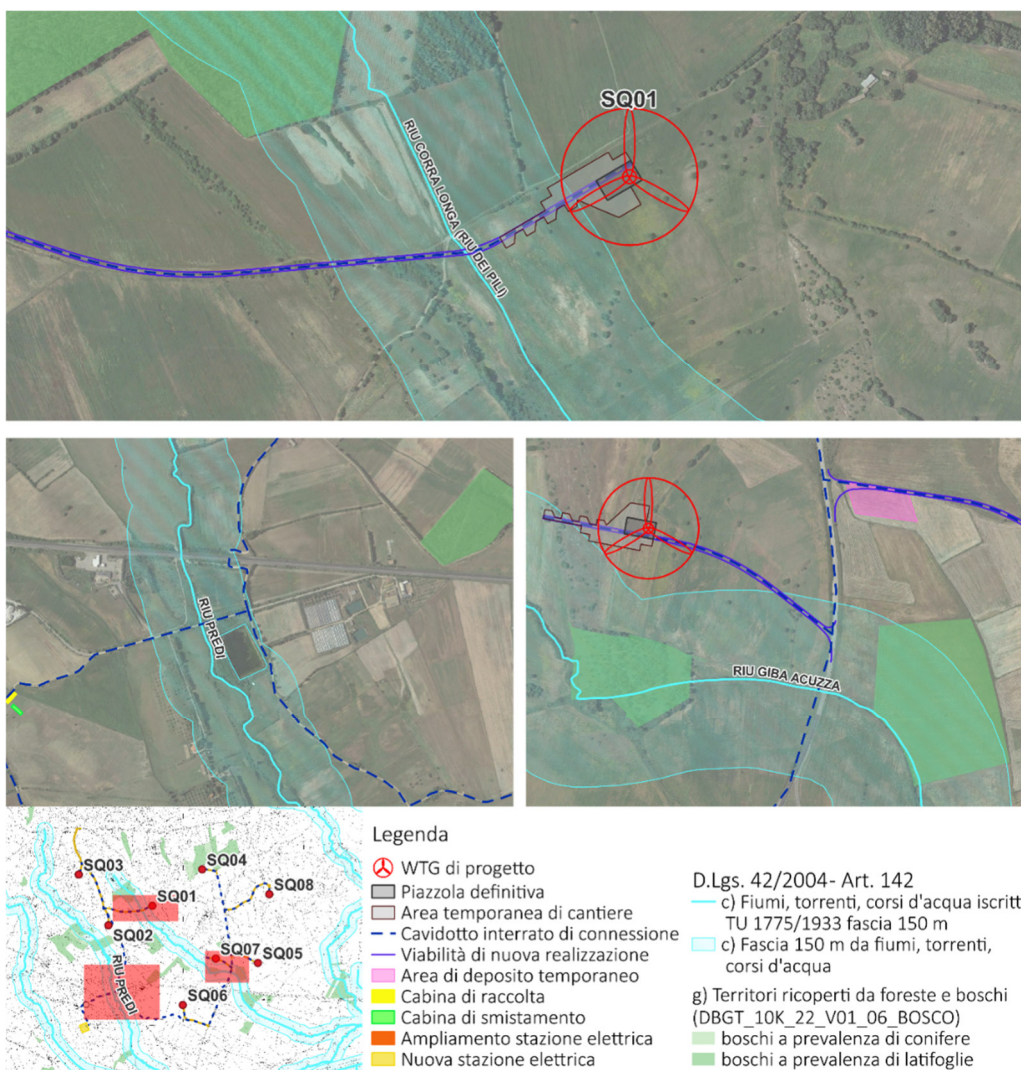 SQ01
RIU CORRA LONGA (RIU DEI PILI)
RIU PREDI
RIU GIBA ACUZZA
SQ03
SQ04
SQ01
SQ08
SQ02
SQ07
SQ05
RIU PREDI
SQ06
Legenda
WTG di progetto
Piazzola definitiva
Area temporanea di cantiere
Cavidotto interrato di connessione
Viabilità di nuova realizzazione
Area di deposito temporaneo
Cabina di raccolta
Cabina di smistamento
Ampliamento stazione elettrica
Nuova stazione elettrica
D.Lgs. 42/2004- Art. 142
c) Fiumi, torrenti, corsi d'acqua iscritt
TU 1775/1933 fascia 150 m
c) Fascia 150 m da fiumi, torrenti,
corsi d'acqua
g) Territori ricoperti da foreste e boschi
(DBGT_10K_22_V01_06_BOSCO)
boschi a prevalenza di conifere
boschi a prevalenza di latifoglie